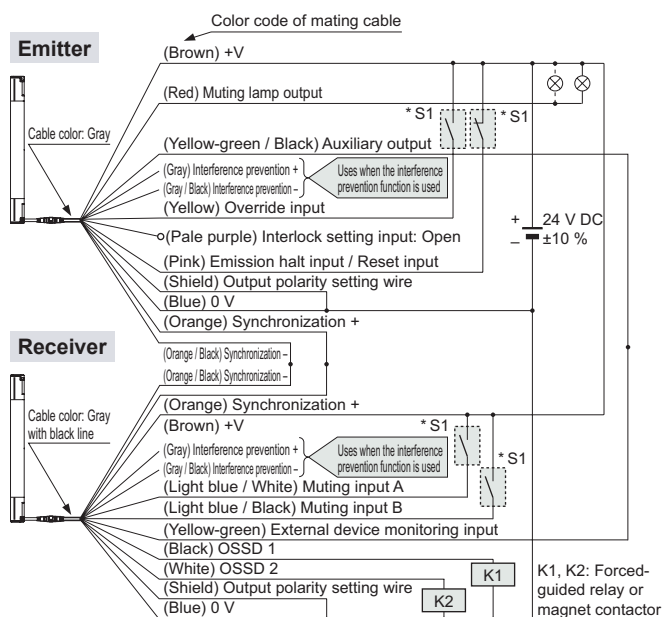 Color code of mating cable
Emitter
(Brown) +V
(Red) Muting lamp output
* S1
* S1
Cable color: Gray
(Yellow-green / Black) Auxiliary output
(Gray) Interference prevention +
(Gray / Black) Interference prevention –
Uses when the interference
prevention function is used
(Yellow) Override input
+
–
24 V DC
±10 %
(Pale purple) Interlock setting input: Open
(Pink) Emission halt input / Reset input
(Shield) Output polarity setting wire
(Blue) 0 V
(Orange) Synchronization +
Receiver
(Orange / Black) Synchronization –
(Orange / Black) Synchronization –
(Orange) Synchronization +
Cable color: Gray
with black line
(Brown) +V
* S1
(Gray) Interference prevention +
(Gray / Black) Interference prevention –
Uses when the interference
prevention function is used
* S1
(Light blue / White) Muting input A
(Light blue / Black) Muting input B
(Yellow-green) External device monitoring input
(Black) OSSD 1
(White) OSSD 2
K1
K1, K2: Forced-
guided relay or
magnet contactor
(Shield) Output polarity setting wire
K2
(Blue) 0 V